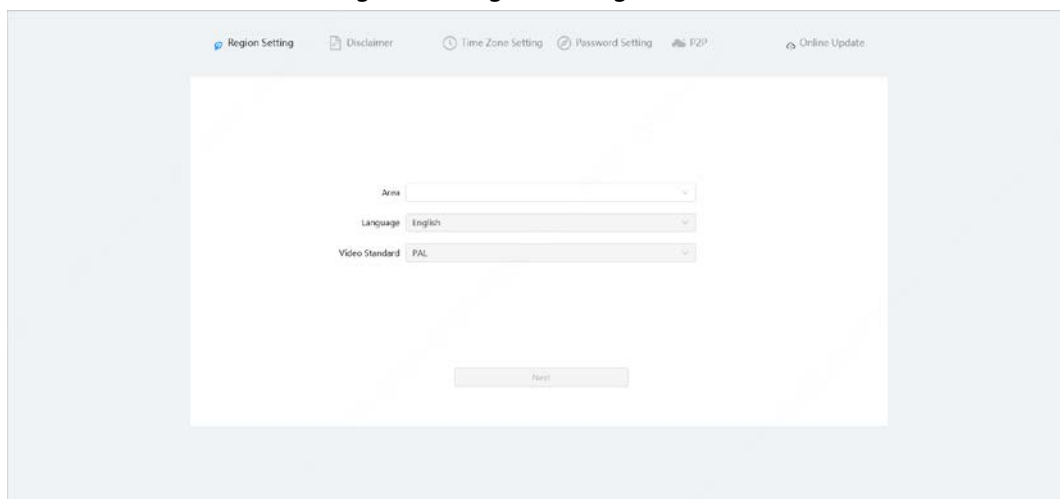 Region Setting Disclaimer Time Zone Setting Password Setting P2P Online Update
Area
Language English
Video Standard PAL
Next